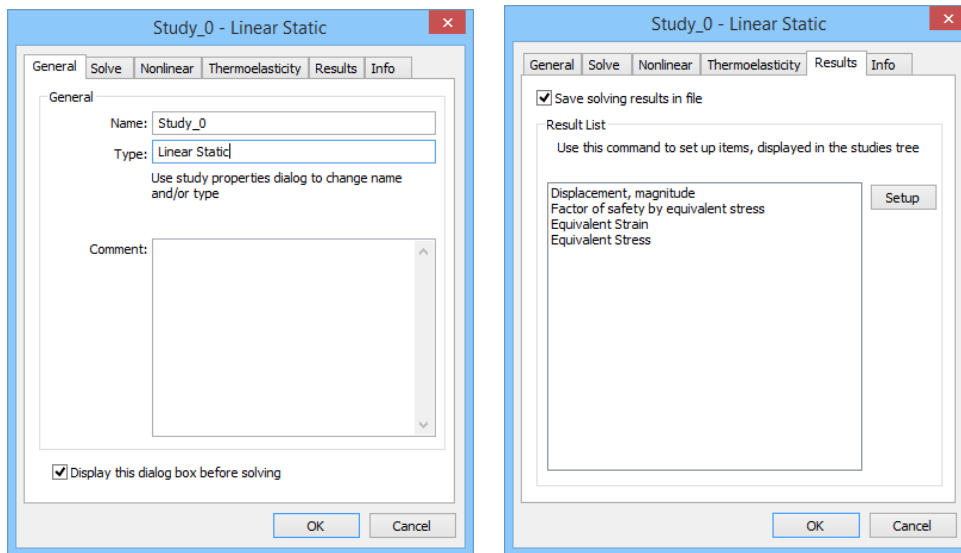 Study_0 - Linear Static
General Solve Nonlinear Thermoelasticity Results Info
General
Name: Study_0
Type: Linear Static
Use study properties dialog to change name
and/or type
Comment:
Display this dialog box before solving
OK Cancel
Study_0 - Linear Static
General Solve Nonlinear Thermoelasticity Results Info
Save solving results in file
Result List
Use this command to set up items, displayed in the studies tree
Displacement, magnitude
Factor of safety by equivalent stress
Equivalent Strain
Equivalent Stress
Setup
OK Cancel